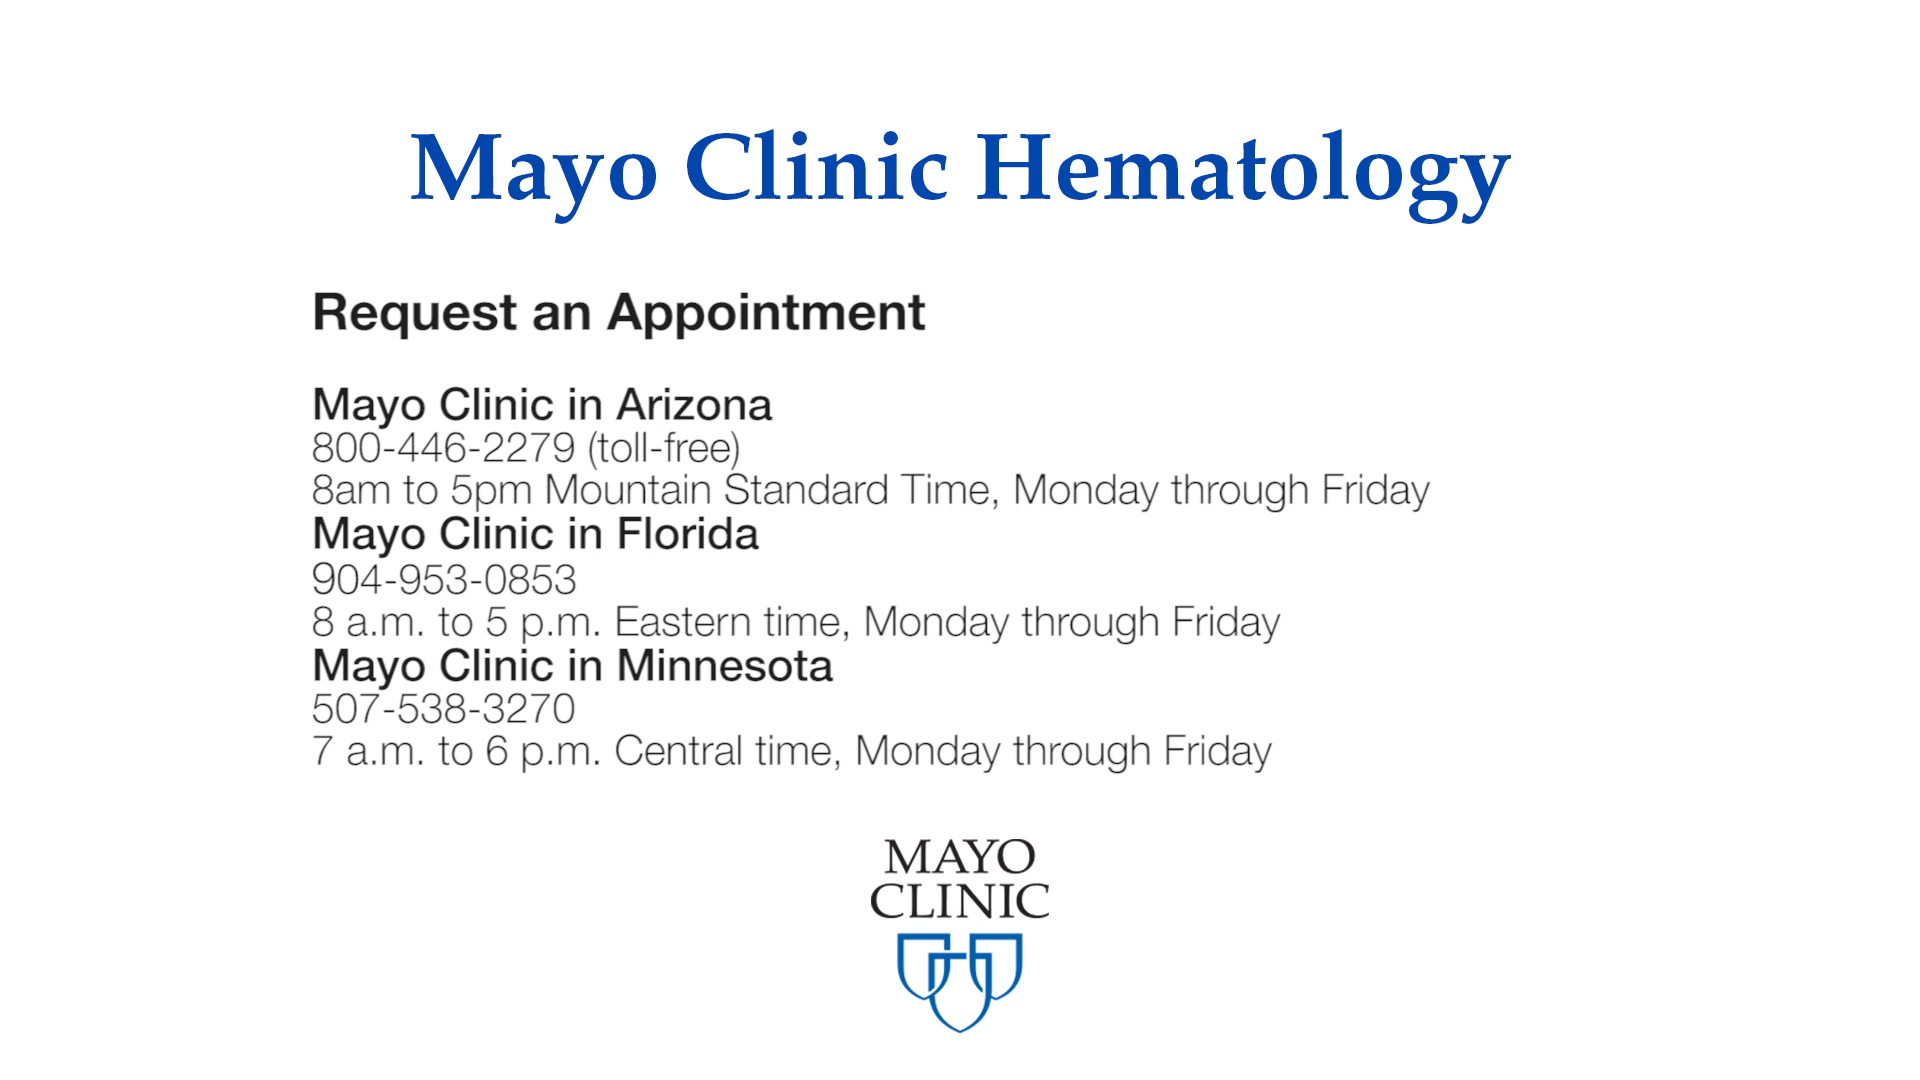 Mayo Clinic Hematology
Request an Appointment
Mayo Clinic in Arizona
800-446-2279 (toll-free)
8am to 5pm Mountain Standard Time, Monday through Friday
Mayo Clinic in Florida
904-953-0853
8 a.m. to 5 p.m. Eastern time, Monday through Friday
Mayo Clinic in Minnesota
507-538-3270
7 a.m. to 6 p.m. Central time, Monday through Friday
MAYO
CLINIC